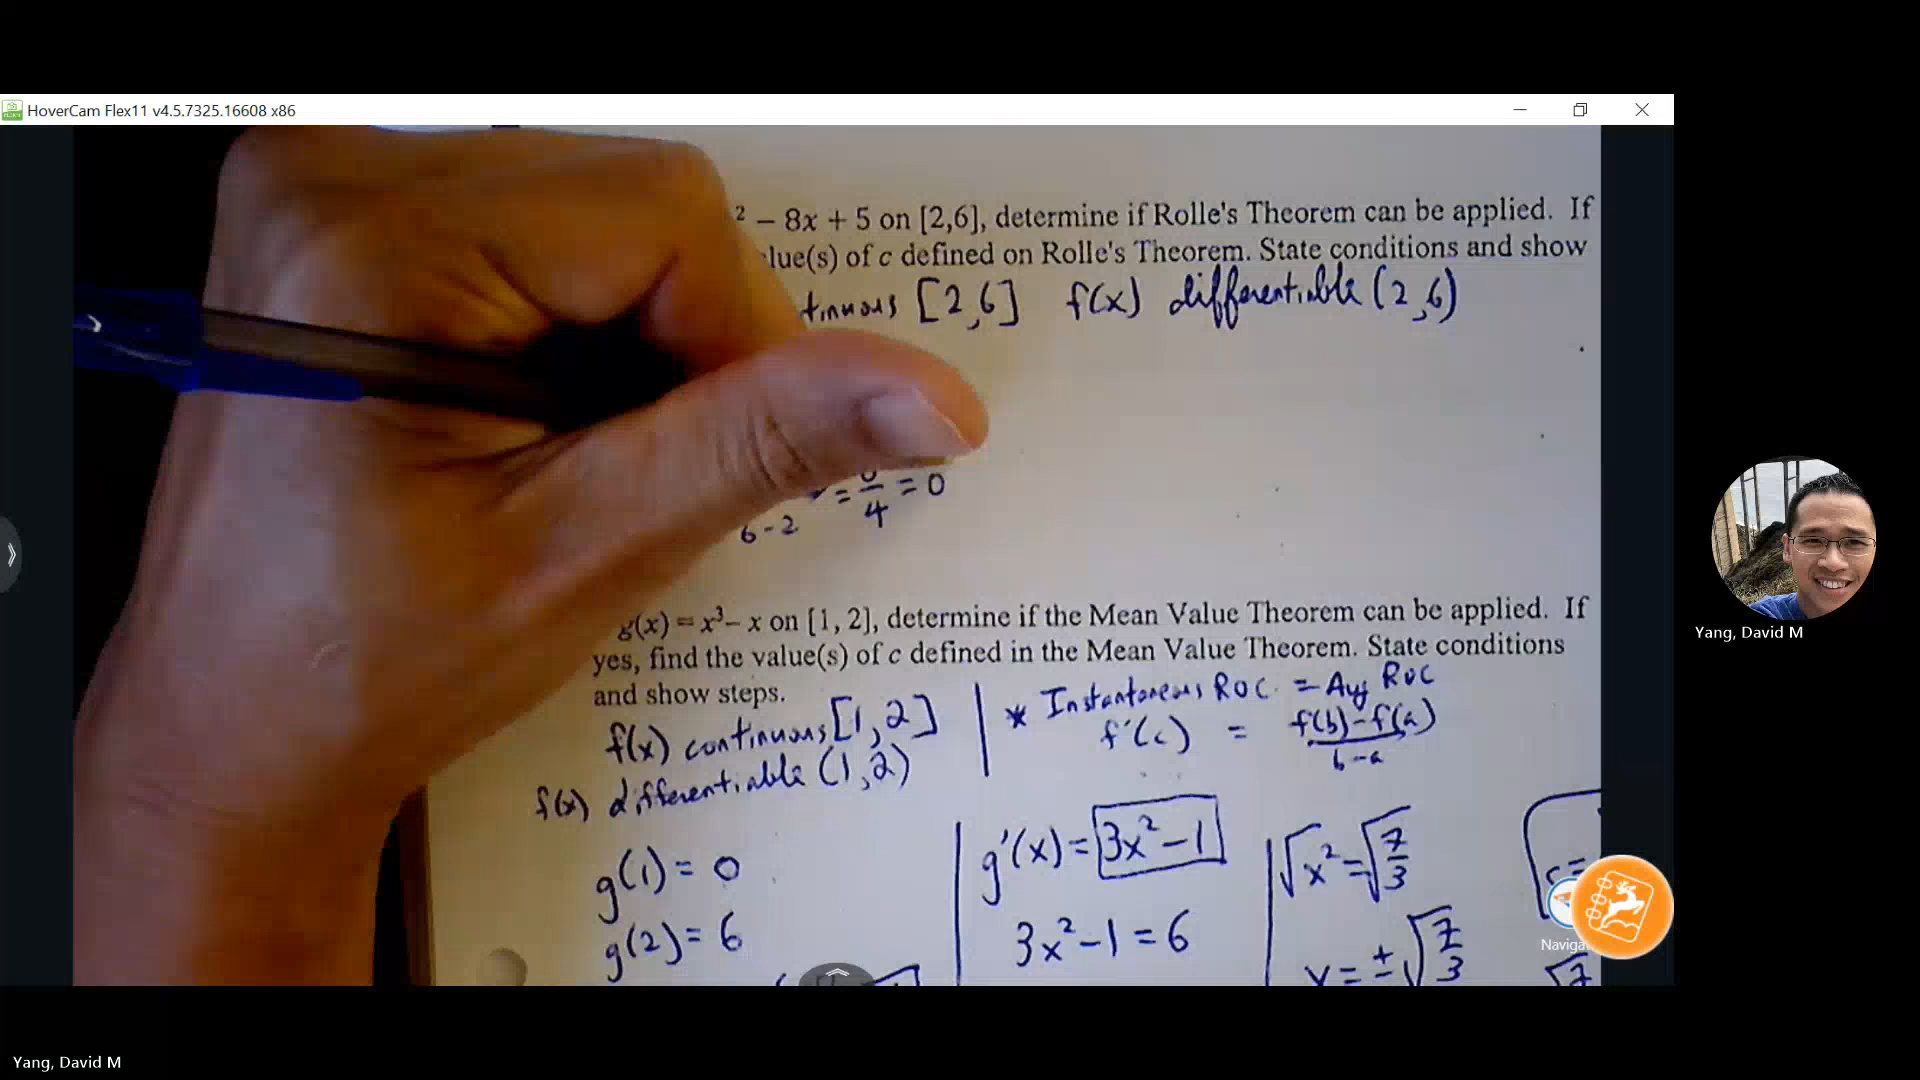 HoverCam Flex11 v4.5.7325.16608 x86
² − 8x + 5 on [2,6], determine if Rolle's Theorem can be applied. If
lue(s) of c defined on Rolle's Theorem. State conditions and show
tinuous [2,6] f(x) differentiable (2,6)
6-2 = 0/4 = 0
g(x) = x³ – x on [1, 2], determine if the Mean Value Theorem can be applied. If
yes, find the value(s) of c defined in the Mean Value Theorem. State conditions
and show steps.
* Instantaneous ROC = Avg ROC
f(x) continuous [1,2]
f'(c) = f(b)-f(a)/b-a
f(x) differentiable (1,2)
g(1) = 0
g'(x) = 3x²-1
√x² = √7/3
c =
g(2) = 6
3x²-1 = 6
x = ±√7/3
√7
Yang, David M
Yang, David M